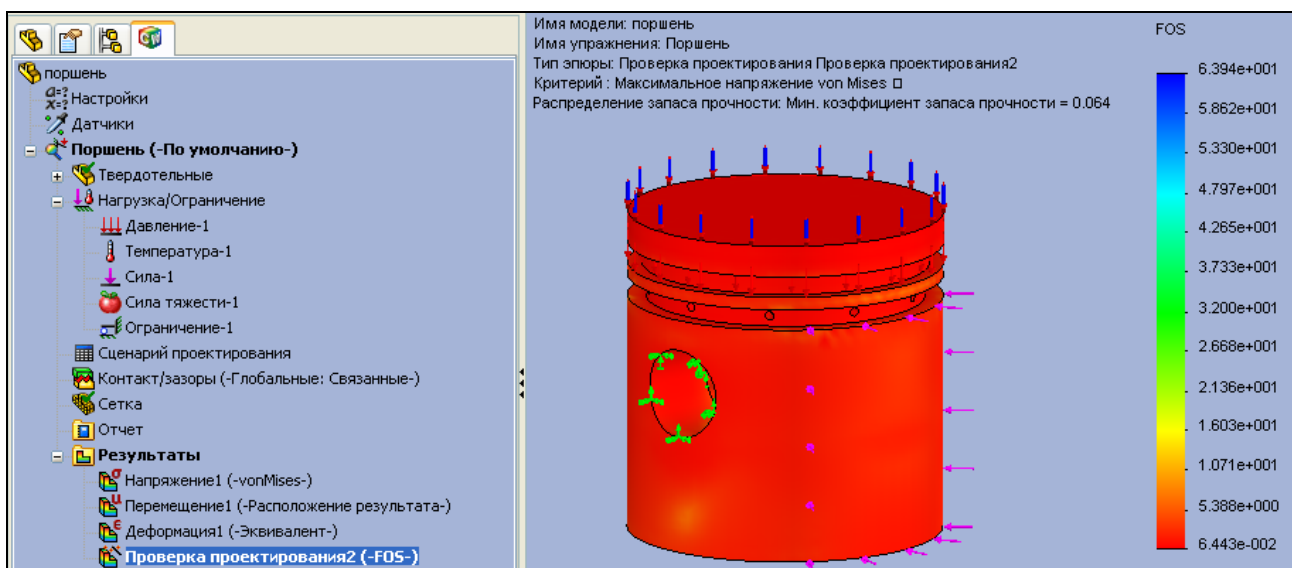 поршень
Настройки
Датчики
Поршень (-По умолчанию-)
Твердотельные
Нагрузка/Ограничение
Давление-1
Температура-1
Сила-1
Сила тяжести-1
Ограничение-1
Сценарий проектирования
Контакт/зазоры (-Глобальные: Связанные-)
Сетка
Отчет
Результаты
Напряжение1 (-vonMises-)
Перемещение1 (-Расположение результата-)
Деформация1 (-Эквивалент-)
Проверка проектирования2 (-FOS-)
Имя модели: поршень
Имя упражнения: Поршень
Тип эпюры: Проверка проектирования Проверка проектирования2
Критерий : Максимальное напряжение von Mises
Распределение запаса прочности: Мин. коэффициент запаса прочности = 0.064
FOS
6.394e+001
5.862e+001
5.330e+001
4.797e+001
4.265e+001
3.733e+001
3.200e+001
2.668e+001
2.136e+001
1.603e+001
1.071e+001
5.388e+000
6.443e-002